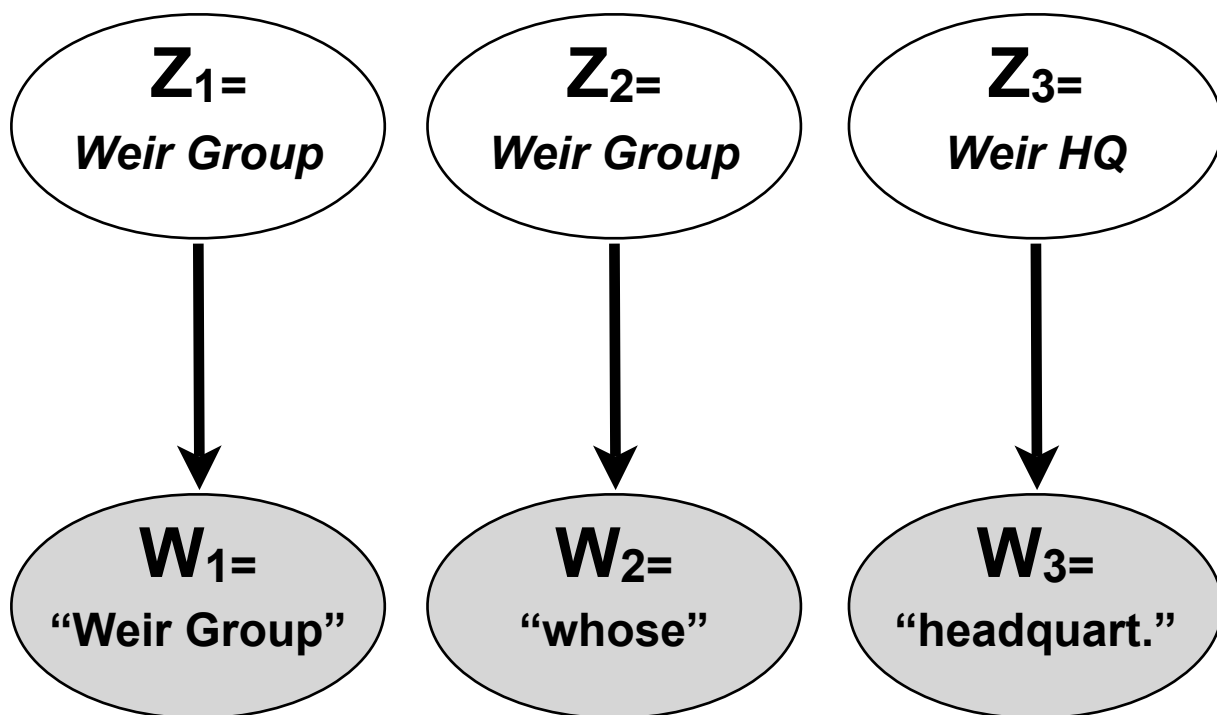 Z1= Z2= Z3=
Weir Group Weir Group Weir HQ
W1= W2= W3=
“Weir Group” “whose” “headquart.”